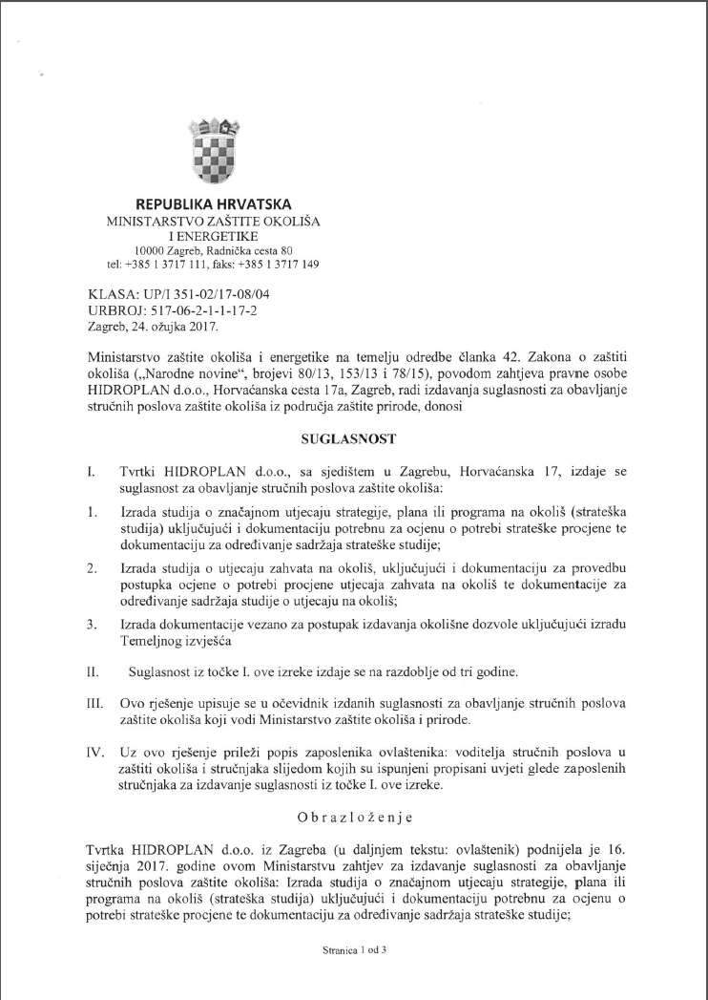 REPUBLIKA HRVATSKA
MINISTARSTVO ZAŠTITE OKOLIŠA
I ENERGETIKE
10000 Zagreb, Radnička cesta 80
tel: +385 1 3717 111, faks: +385 1 3717 149
KLASA: UP/I 351-02/17-08/04
URBROJ: 517-06-2-1-1-17-2
Zagreb, 24. ožujka 2017.
Ministarstvo zaštite okoliša i energetike na temelju odredbe članka 42. Zakona o zaštiti
okoliša („Narodne novine“, brojevi 80/13, 153/13 i 78/15), povodom zahtjeva pravne osobe
HIDROPLAN d.o.o., Horvaćanska cesta 17a, Zagreb, radi izdavanja suglasnosti za obavljanje
stručnih poslova zaštite okoliša iz područja zaštite prirode, donosi
SUGLASNOST
I. Tvrtki HIDROPLAN d.o.o., sa sjedištem u Zagrebu, Horvaćanska 17, izdaje se
suglasnost za obavljanje stručnih poslova zaštite okoliša:
1. Izrada studija o značajnom utjecaju strategije, plana ili programa na okoliš (strateška
studija) uključujući i dokumentaciju potrebnu za ocjenu o potrebi strateške procjene te
dokumentaciju za određivanje sadržaja strateške studije;
2. Izrada studija o utjecaju zahvata na okoliš, uključujući i dokumentaciju za provedbu
postupka ocjene o potrebi procjene utjecaja zahvata na okoliš te dokumentacije za
određivanje sadržaja studije o utjecaju na okoliš;
3. Izrada dokumentacije vezano za postupak izdavanja okolišne dozvole uključujući izradu
Temeljnog izvješća
II. Suglasnost iz točke I. ove izreke izdaje se na razdoblje od tri godine.
III. Ovo rješenje upisuje se u očevidnik izdanih suglasnosti za obavljanje stručnih poslova
zaštite okoliša koji vodi Ministarstvo zaštite okoliša i prirode.
IV. Uz ovo rješenje prileži popis zaposlenika ovlaštenika: voditelja stručnih poslova u
zaštiti okoliša i stručnjaka slijedom kojih su ispunjeni propisani uvjeti glede zaposlenih
stručnjaka za izdavanje suglasnosti iz točke I. ove izreke.
O b r a z l o ž e n j e
Tvrtka HIDROPLAN d.o.o. iz Zagreba (u daljnjem tekstu: ovlaštenik) podnijela je 16.
siječnja 2017. godine ovom Ministarstvu zahtjev za izdavanje suglasnosti za obavljanje
stručnih poslova zaštite okoliša: Izrada studija o značajnom utjecaju strategije, plana ili
programa na okoliš (strateška studija) uključujući i dokumentaciju potrebnu za ocjenu o
potrebi strateške procjene te dokumentaciju za određivanje sadržaja strateške studije;
Stranica 1 od 3